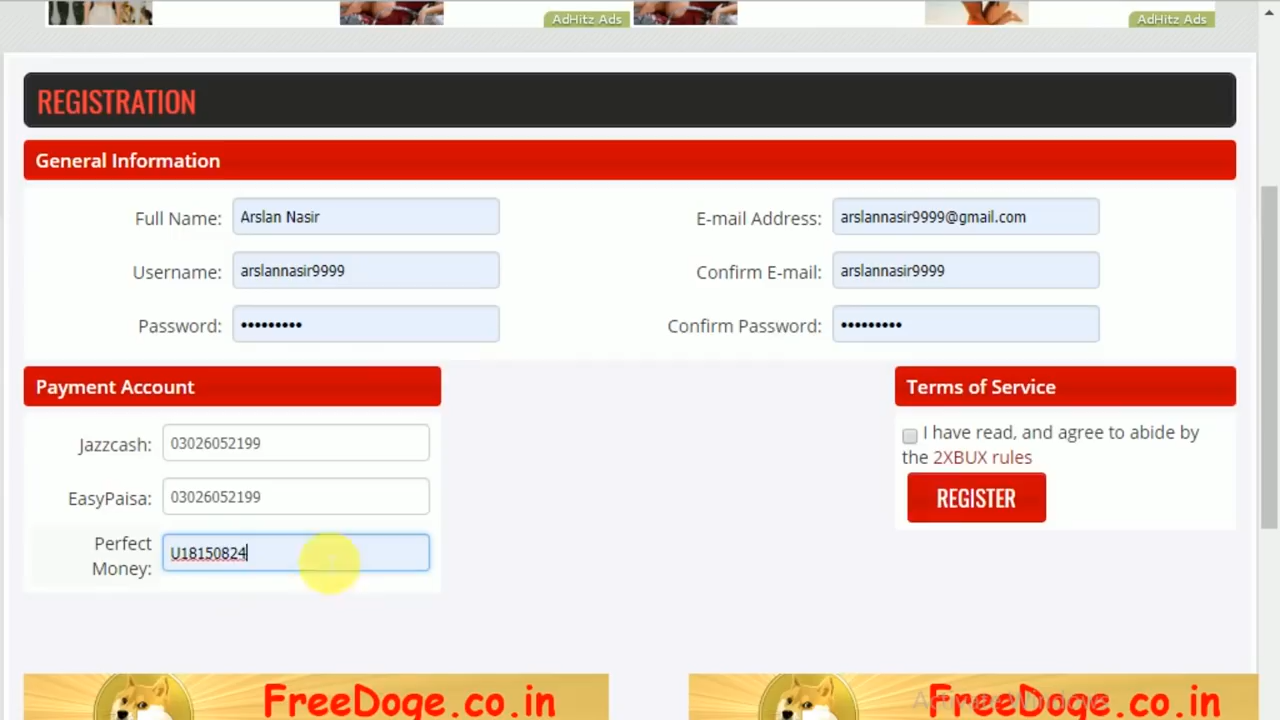 AdHitz Ads
AdHitz Ads
REGISTRATION
General Information
Full Name: Arslan Nasir
E-mail Address: arslannasir9999@gmail.com
Username: arslannasir9999
Confirm E-mail: arslannasir9999
Password: •••••••••
Confirm Password: •••••••••
Payment Account
Terms of Service
Jazzcash: 03026052199
I have read, and agree to abide by
the 2XBUX rules
EasyPaisa: 03026052199
REGISTER
Perfect
Money: U18150824
FreeDoge.co.in
FreeDoge.co.in
Activate Windows